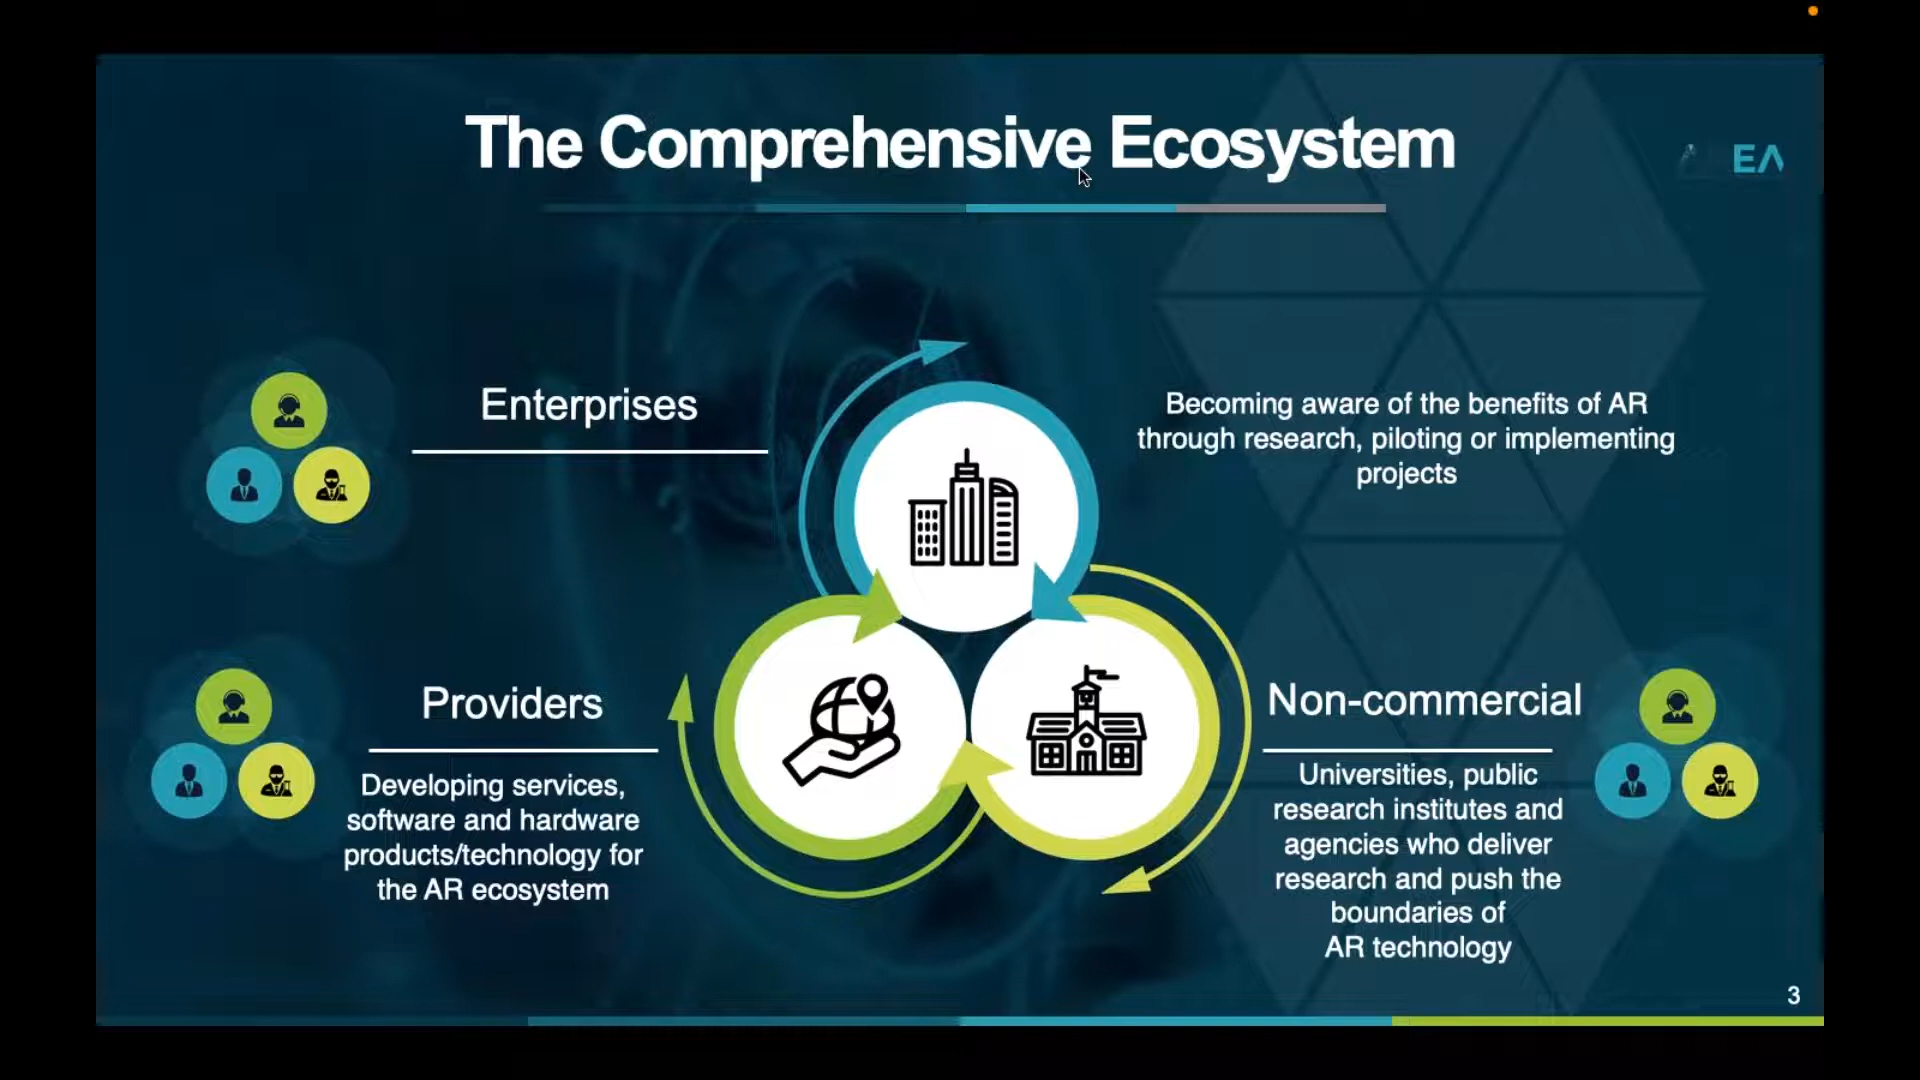 The Comprehensive Ecosystem
EA
Enterprises
Becoming aware of the benefits of AR
through research, piloting or implementing
projects
Providers
Developing services,
software and hardware
products/technology for
the AR ecosystem
Non-commercial
Universities, public
research institutes and
agencies who deliver
research and push the
boundaries of
AR technology
3